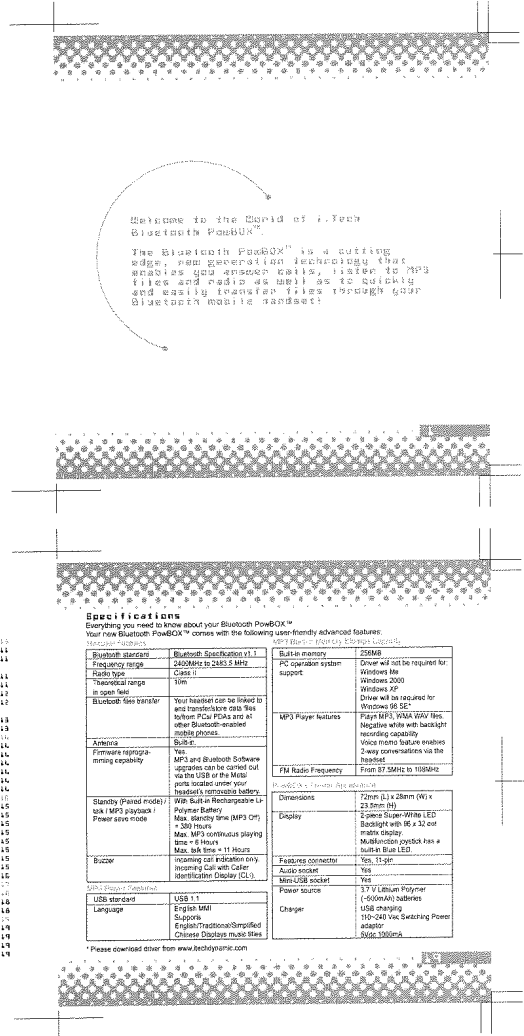 Welcome to the World of i.Tech
Bluetooth PowBOX™.
The Bluetooth PowBOX™ is a cutting
edge, new generation technology that
enables you answer calls, listen to MP3
files and radio as well as to quickly
and easily transfer files through your
Bluetooth mobile handset!
1
Specifications
Everything you need to know about your Bluetooth PowBOX™
Your new Bluetooth PowBOX™ comes with the following user-friendly advanced features.
Bluetooth standard
Bluetooth Specification v1.1
Frequency range
2400MHz to 2483.5 MHz
Radio type
Class II
Theoretical range
in open field
10m
Bluetooth files transfer
Your headset can be linked to
and transfer/store data files
to/from PCs/ PDAs and all
other Bluetooth-enabled
mobile phones.
Antenna
Built-in.
Firmware reprogra-
mming capability
Yes.
MP3 and Bluetooth Software
upgrades can be carried out
via the USB or the Metal
ports located under your
headset's removable battery.
Standby (Paired mode) /
talk / MP3 playback /
Power save mode
With Built-in Rechargeable Li-
Polymer Battery
Max. standby time (MP3 Off)
= 380 Hours
Max. MP3 continuous playing
time = 6 Hours
Max. talk time = 11 Hours
Buzzer
Incoming call indication only.
Incoming Call with Caller
Identification Display (CLI).
MP3 Player Features
USB standard
USB 1.1
Language
English MMI
Supports
English/Traditional/Simplified
Chinese Displays music titles
* Please download driver from www.itechdynamic.com
Built-in memory
256MB
PC operation system
support
Driver will not be required for:
Windows Me
Windows 2000
Windows XP
Driver will be required for
Windows 98 SE*
MP3 Player features
Plays MP3, WMA WAV files.
Negative white with backlight
recording capability
Voice memo feature enables
2-way conversations via the
headset
FM Radio Frequency
From 87.5MHz to 108MHz
Dimensions
72mm (L) x 28mm (W) x
23.5mm (H)
Display
2-piece Super-White LED
Backlight with 96 x 32 dot
matrix display.
Multifunction joystick has a
built-in Blue LED.
Features connector
Yes, 11-pin
Audio socket
Yes
Mini-USB socket
Yes
Power source
3.7 V Lithium Polymer
(~500mAh) batteries
Charger
USB charging
110~240 Vac Switching Power
adaptor
5Vdc 1000mA
19